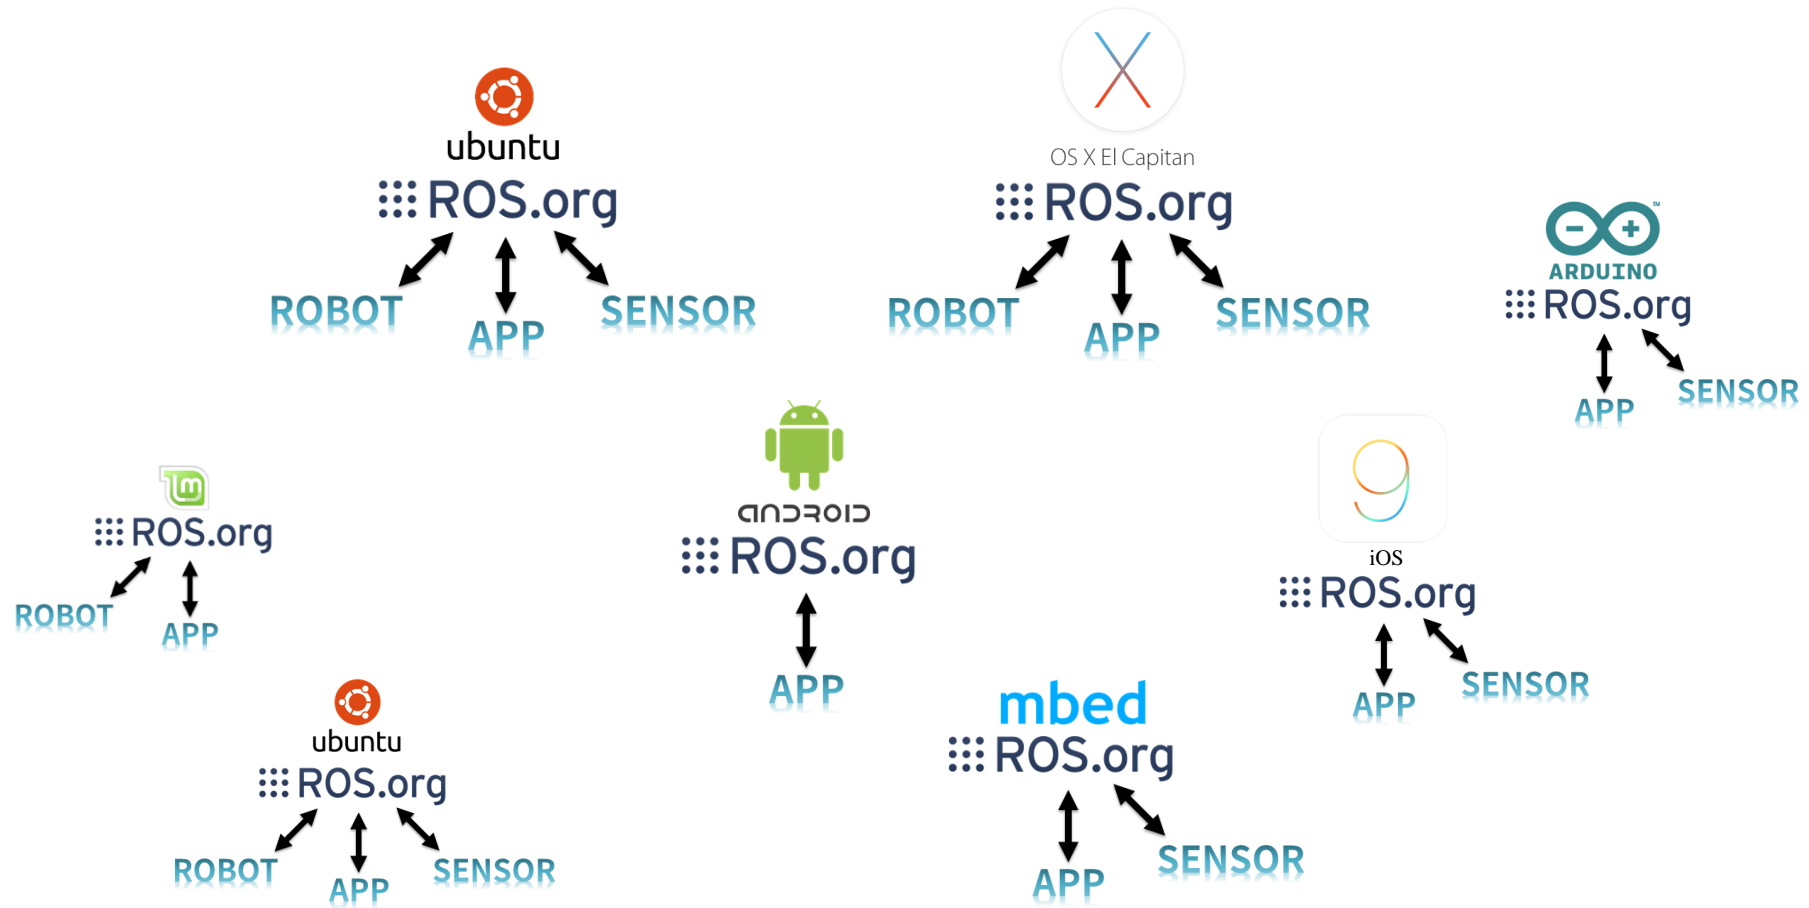 ubuntu
ROS.org
ROBOT
APP
SENSOR
OS X El Capitan
ROS.org
ROBOT
APP
SENSOR
ARDUINO
TM
ROS.org
APP
SENSOR
lm
ROS.org
ROBOT
APP
ANDROID
ROS.org
APP
9
iOS
ROS.org
APP
SENSOR
ubuntu
ROS.org
ROBOT
APP
SENSOR
mbed
ROS.org
APP
SENSOR